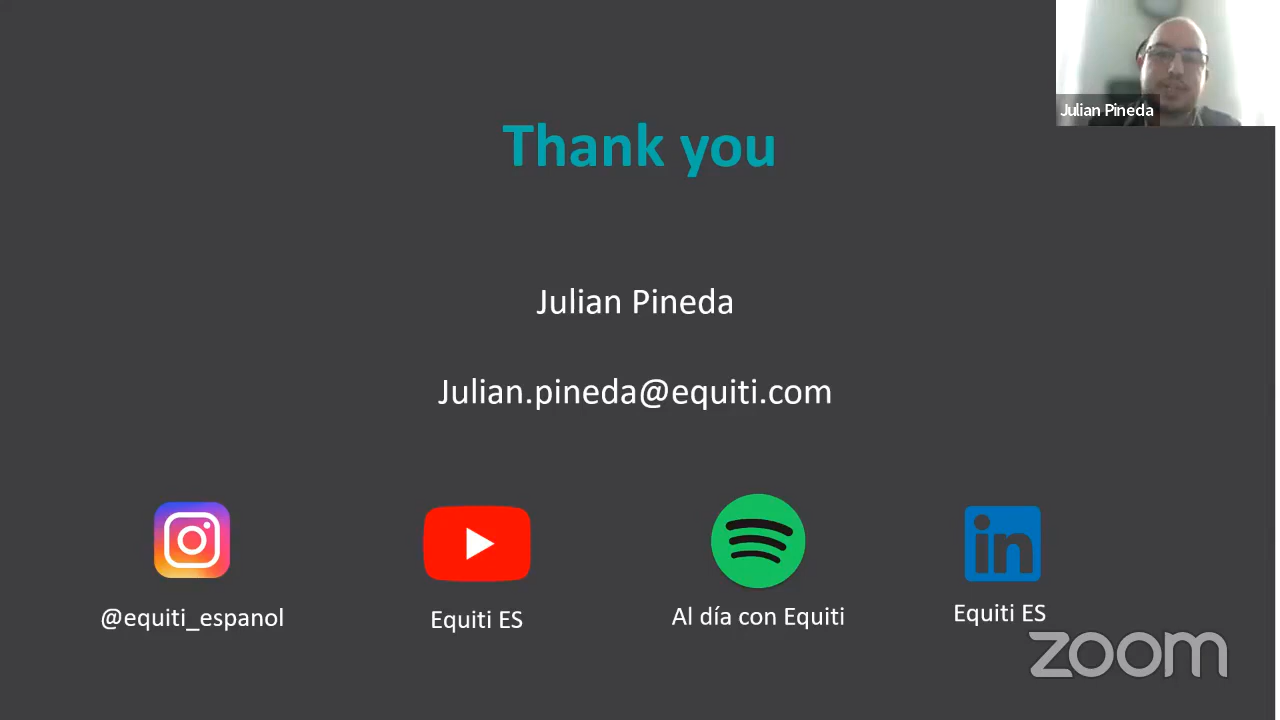 Julian Pineda
Thank you
Julian Pineda
Julian.pineda@equiti.com
@equiti_espanol
Equiti ES
Al día con Equiti
in
Equiti ES
zoom